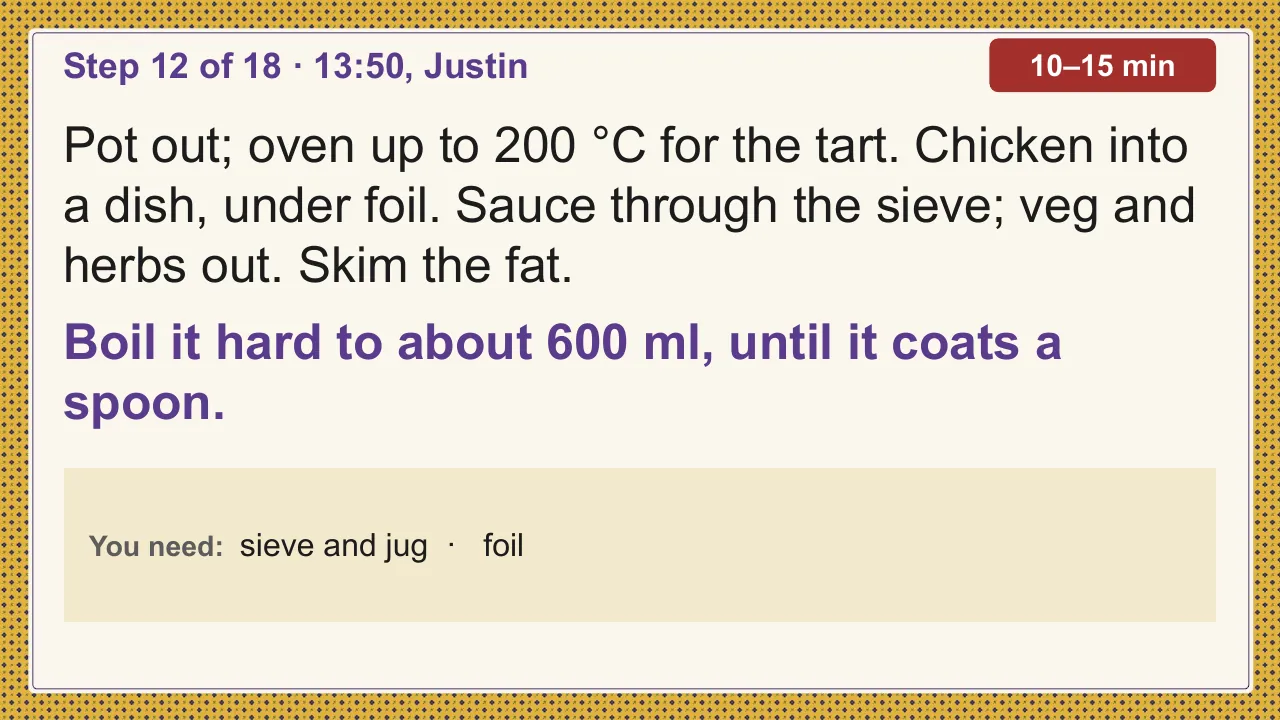 Step 12 of 18 · 13:50, Justin
10–15 min
Pot out; oven up to 200 °C for the tart. Chicken into
a dish, under foil. Sauce through the sieve; veg and
herbs out. Skim the fat.
Boil it hard to about 600 ml, until it coats a
spoon.
You need: sieve and jug · foil